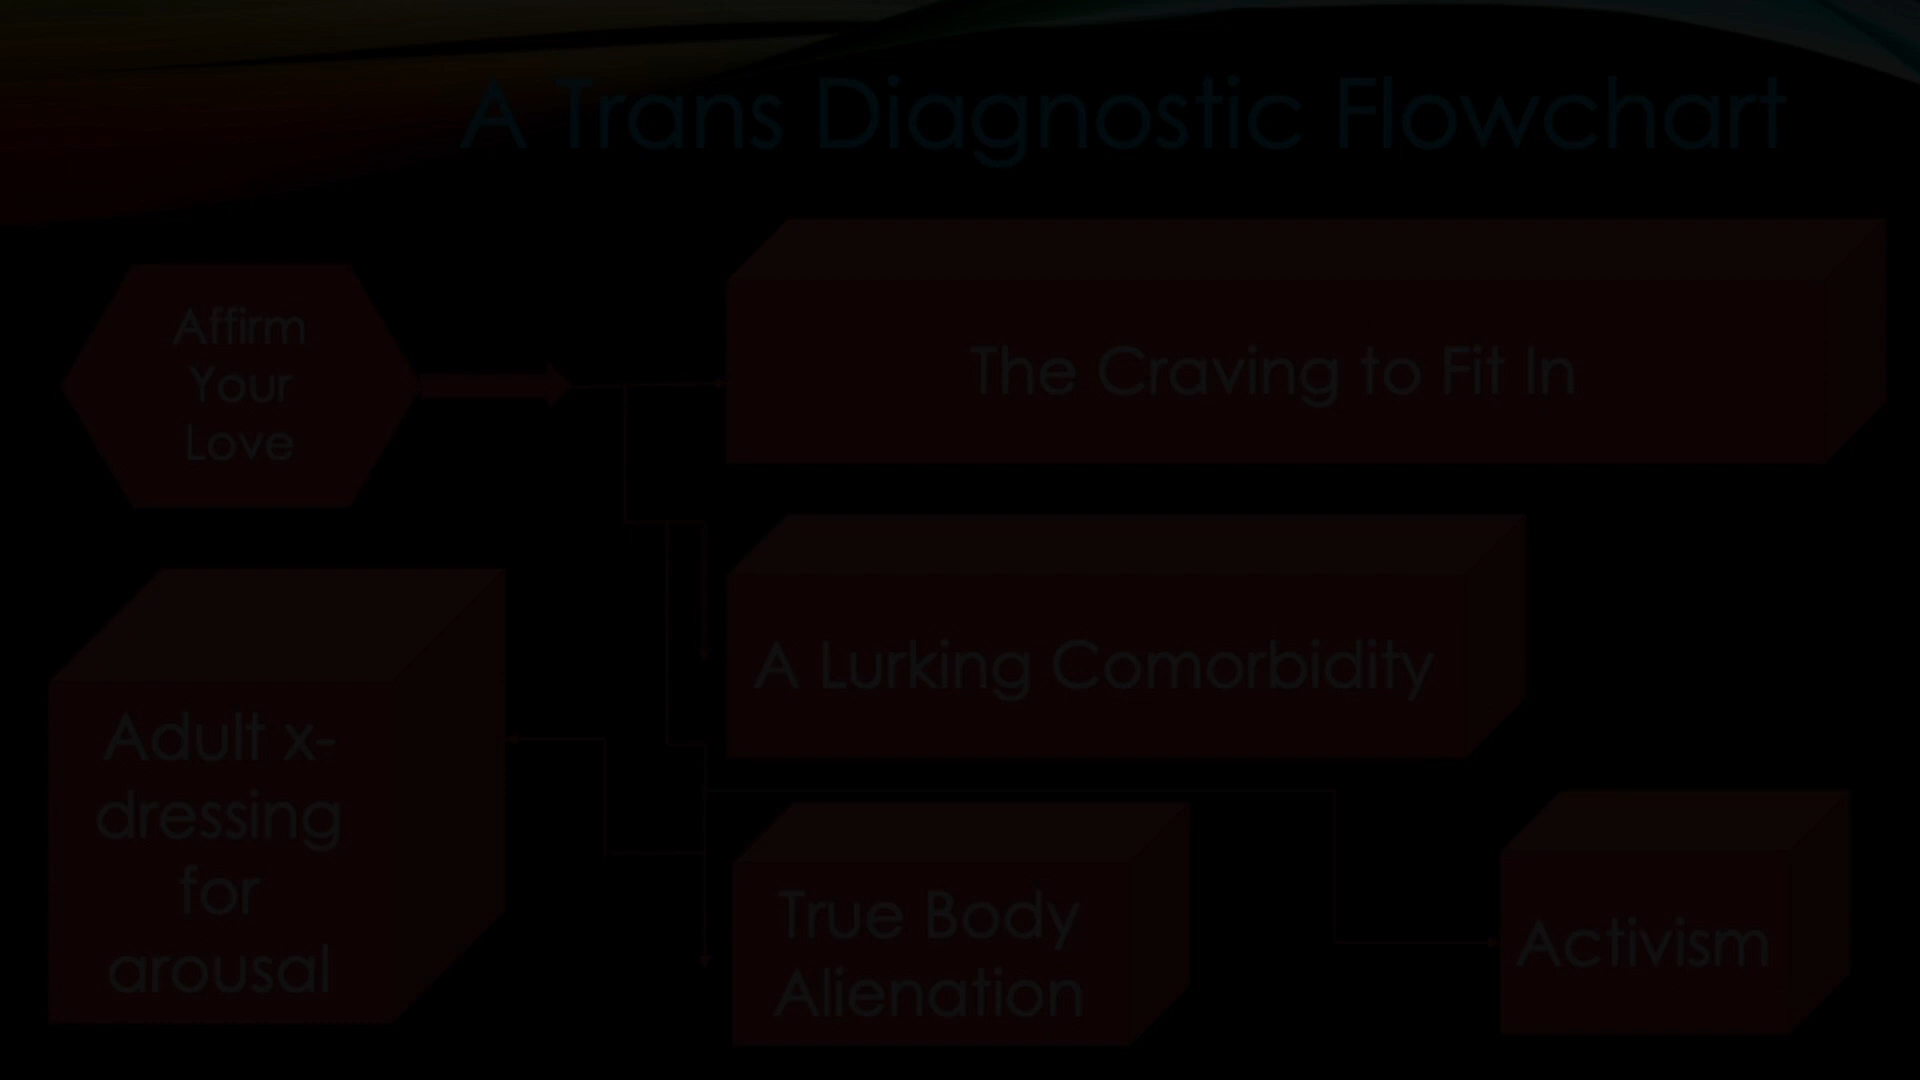 A Trans Diagnostic Flowchart
Affirm
Your
Love
The Craving to Fit In
A Lurking Comorbidity
Adult x-
dressing
for
arousal
True Body
Alienation
Activism